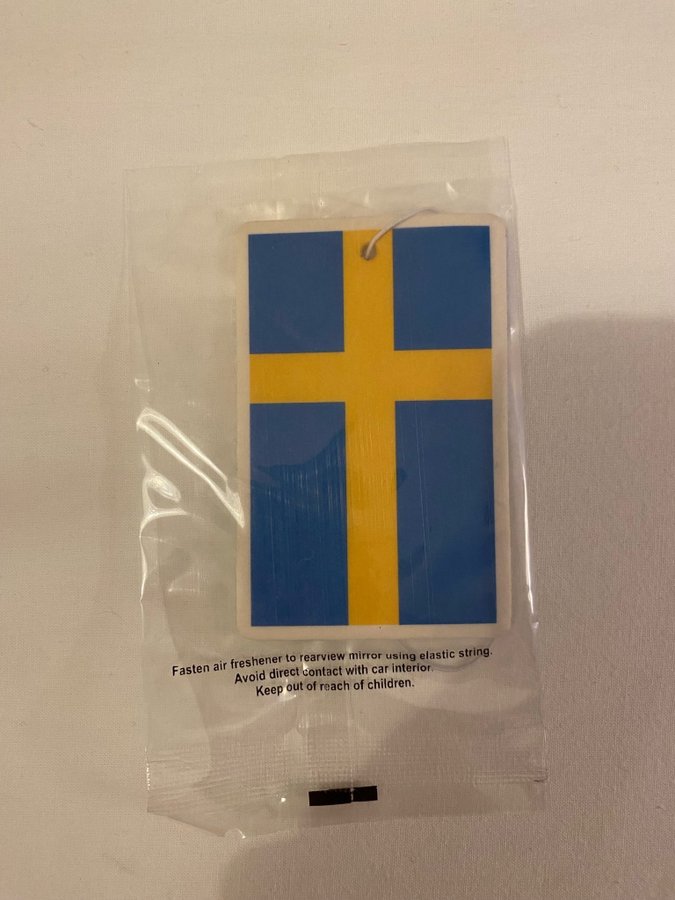 Fasten air freshener to rearview mirror using elastic string.
Avoid direct contact with car interior.
Keep out of reach of children.